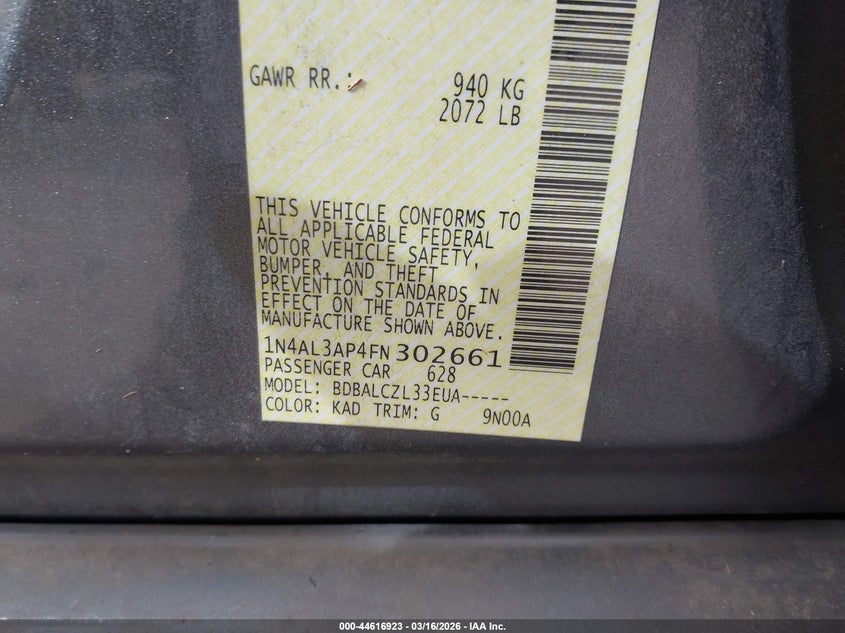 GAWR RR.: 940 KG
2072 LB
THIS VEHICLE CONFORMS TO
ALL APPLICABLE FEDERAL
MOTOR VEHICLE SAFETY,
BUMPER, AND THEFT
PREVENTION STANDARDS IN
EFFECT ON THE DATE OF
MANUFACTURE SHOWN ABOVE.
1N4AL3AP4FN302661
PASSENGER CAR 628
MODEL: BDBALCZL33EUA-----
COLOR: KAD TRIM: G 9N00A
000-44616923 - 03/16/2026 - IAA Inc.